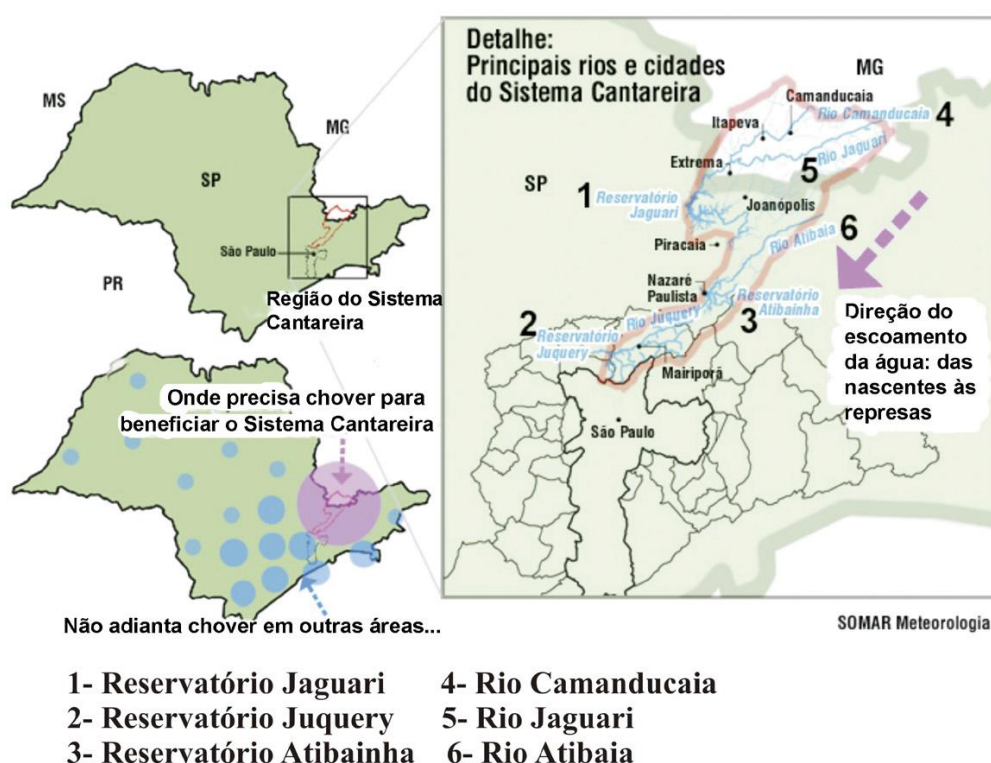 MS
MG
SP
São Paulo
PR
Região do Sistema
Cantareira
Onde precisa chover para
beneficiar o Sistema Cantareira
Não adianta chover em outras áreas...
Detalhe:
Principais rios e cidades
do Sistema Cantareira
MG
Camanducaia
Itapeva
Rio Camanducaia
4
Extrema
5
Rio Jaguari
SP
1
Reservatório
Jaguari
Joanópolis
Piracaia
Rio Atibaia
6
Nazaré
Paulista
Reservatório
Atibainha
3
2
Reservatório
Juquery
Rio Juquery
Mairiporã
São Paulo
Direção do
escoamento
da água: das
nascentes às
represas
SOMAR Meteorologia
1- Reservatório Jaguari
2- Reservatório Juquery
3- Reservatório Atibainha
4- Rio Camanducaia
5- Rio Jaguari
6- Rio Atibaia